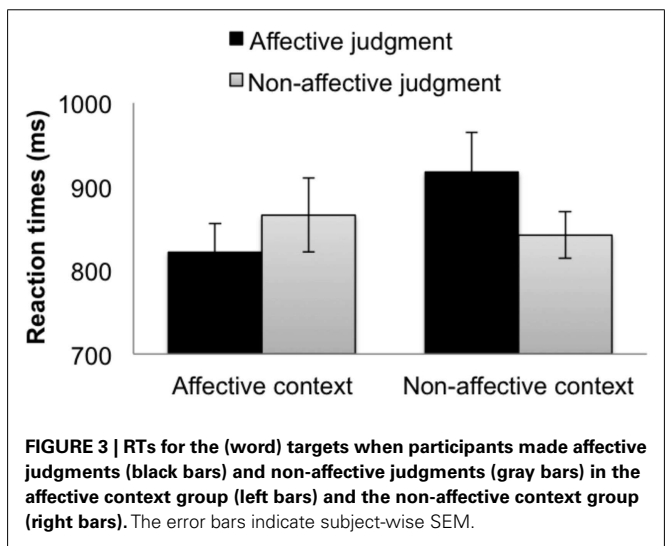 Affective judgment
Non-affective judgment
1000
900
800
700
Reaction times (ms)
Affective context Non-affective context
FIGURE 3 | RTs for the (word) targets when participants made affective
judgments (black bars) and non-affective judgments (gray bars) in the
affective context group (left bars) and the non-affective context group
(right bars). The error bars indicate subject-wise SEM.